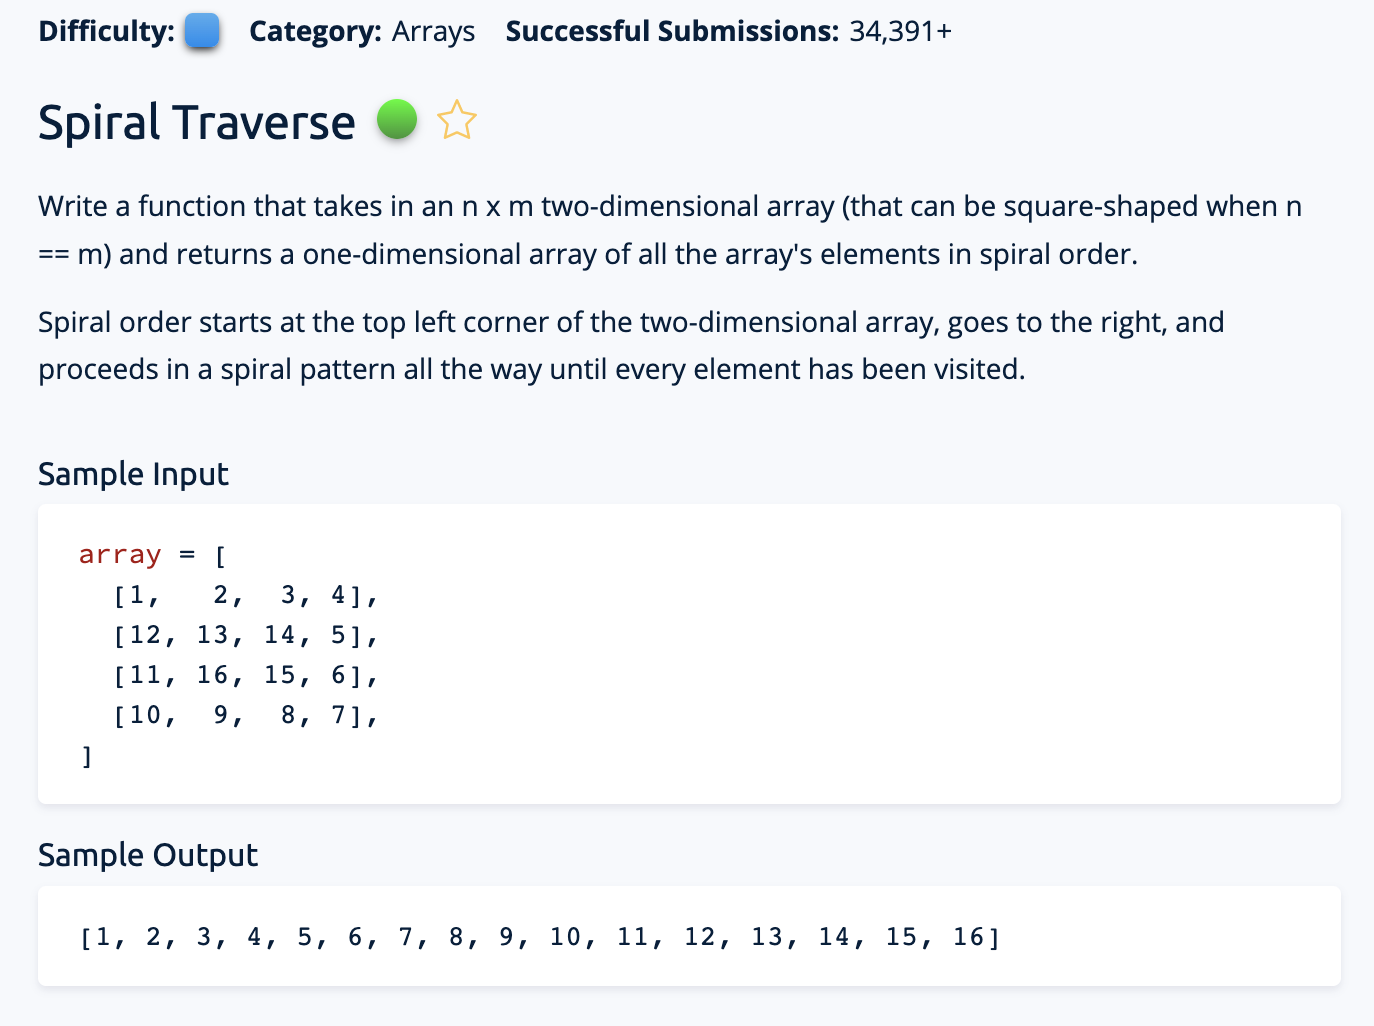 Difficulty: Category: Arrays Successful Submissions: 34,391+
Spiral Traverse
Write a function that takes in an n x m two-dimensional array (that can be square-shaped when n
== m) and returns a one-dimensional array of all the array's elements in spiral order.
Spiral order starts at the top left corner of the two-dimensional array, goes to the right, and
proceeds in a spiral pattern all the way until every element has been visited.
Sample Input
array = [
  [1,   2,  3, 4],
  [12, 13, 14, 5],
  [11, 16, 15, 6],
  [10,  9,  8, 7],
]
Sample Output
[1, 2, 3, 4, 5, 6, 7, 8, 9, 10, 11, 12, 13, 14, 15, 16]